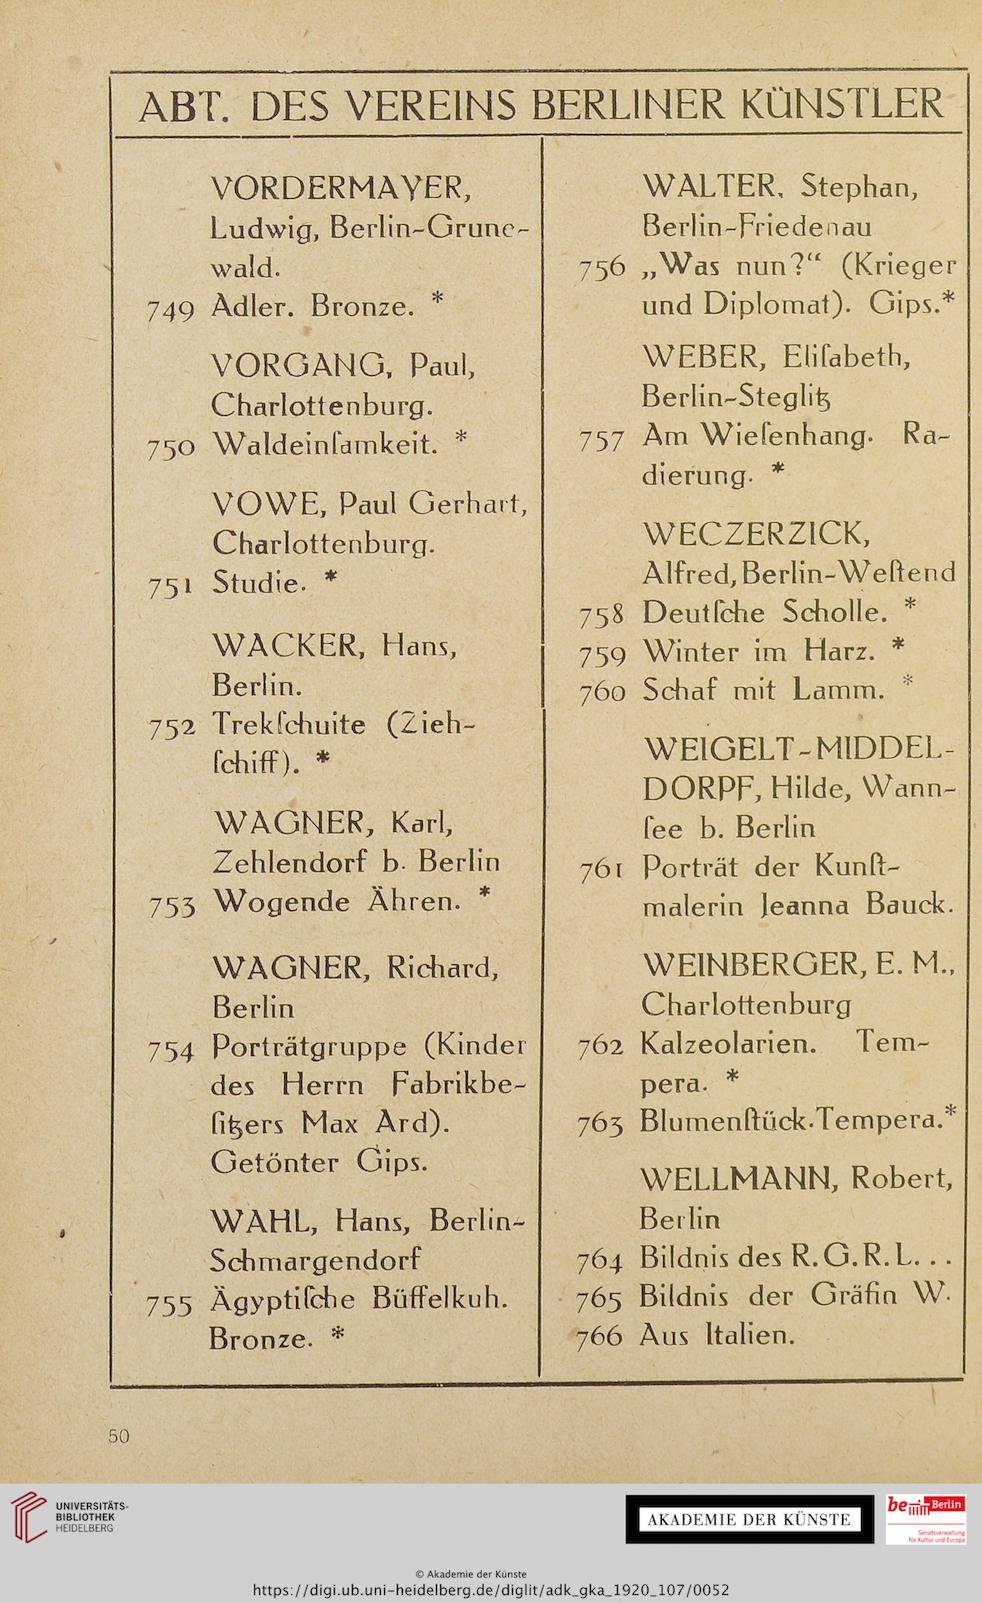 ABT. DES VEREINS BERLINER KÜNSTLER
VORDERMAYER,
Ludwig, Berlin-Grune-
wald.
749 Adler. Bronze. *
VORGANG, Paul,
Charlottenburg.
750 Waldeinſamkeit. *
VOWE, Paul Gerhart,
Charlottenburg.
751 Studie. *
WACKER, Hans,
Berlin.
752 Trekſchuite (Zieh-
ſchiff). *
WAGNER, Karl,
Zehlendorf b. Berlin
753 Wogende Ähren. *
WAGNER, Richard,
Berlin
754 Porträtgruppe (Kinder
des Herrn Fabrikbe-
ſitzers Max Ard).
Getönter Gips.
WAHL, Hans, Berlin-
Schmargendorf
755 Ägyptiſche Büffelkuh.
Bronze. *
WALTER, Stephan,
Berlin-Friedenau
756 „Was nun?“ (Krieger
und Diplomat). Gips.*
WEBER, Eliſabeth,
Berlin-Steglitz
757 Am Wieſenhang. Ra-
dierung. *
WECZERZICK,
Alfred, Berlin-Weſtend
758 Deutſche Scholle. *
759 Winter im Harz. *
760 Schaf mit Lamm. *
WEIGELT-MIDDEL-
DORPF, Hilde, Wann-
ſee b. Berlin
761 Porträt der Kunſt-
malerin Jeanna Bauck.
WEINBERGER, E. M.,
Charlottenburg
762 Kalzeolarien. Tem-
pera. *
763 Blumenſtück. Tempera.*
WELLMANN, Robert,
Berlin
764 Bildnis des R. G. R. L. . .
765 Bildnis der Gräfin W.
766 Aus Italien.
50
UNIVERSITÄTS-
BIBLIOTHEK
HEIDELBERG
AKADEMIE DER KÜNSTE
be Berlin
Senatsverwaltung
für Kultur und Europa
© Akademie der Künste
https://digi.ub.uni-heidelberg.de/diglit/adk_gka_1920_107/0052